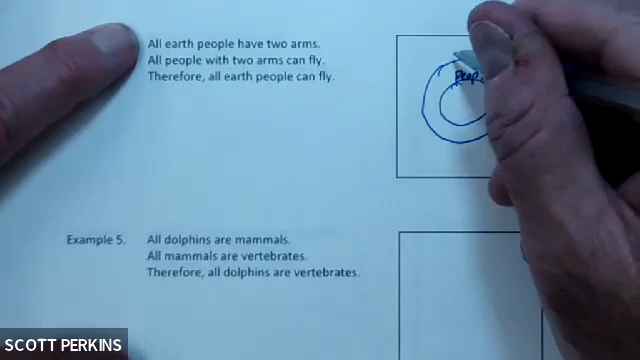 All earth people have two arms.
All people with two arms can fly.
Therefore, all earth people can fly.
Example 5. All dolphins are mammals.
All mammals are vertebrates.
Therefore, all dolphins are vertebrates.
SCOTT PERKINS